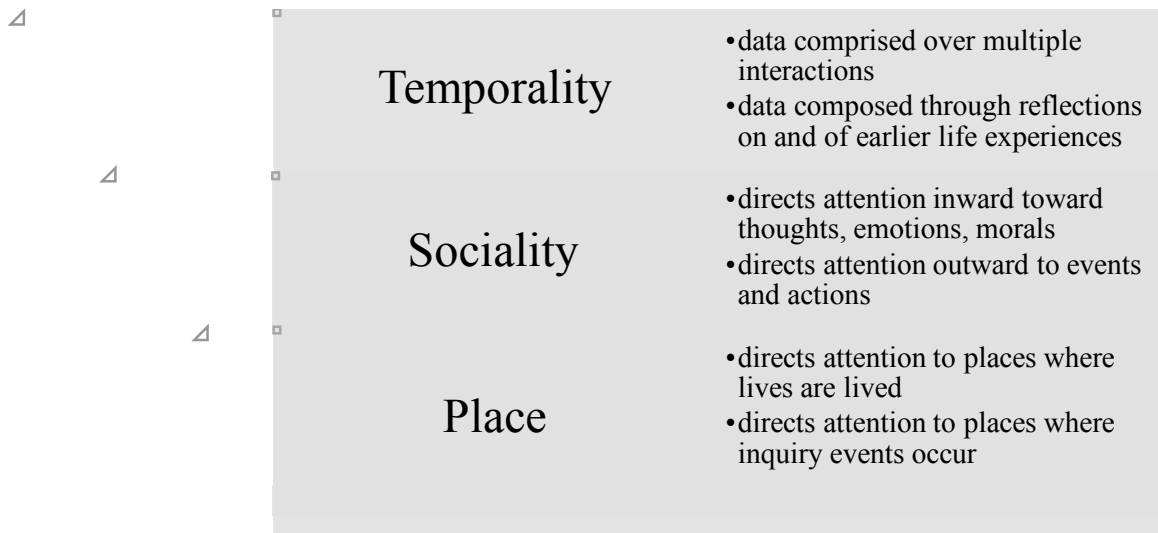 Temporality
•data comprised over multiple
interactions
•data composed through reflections
on and of earlier life experiences
Sociality
•directs attention inward toward
thoughts, emotions, morals
•directs attention outward to events
and actions
Place
•directs attention to places where
lives are lived
•directs attention to places where
inquiry events occur